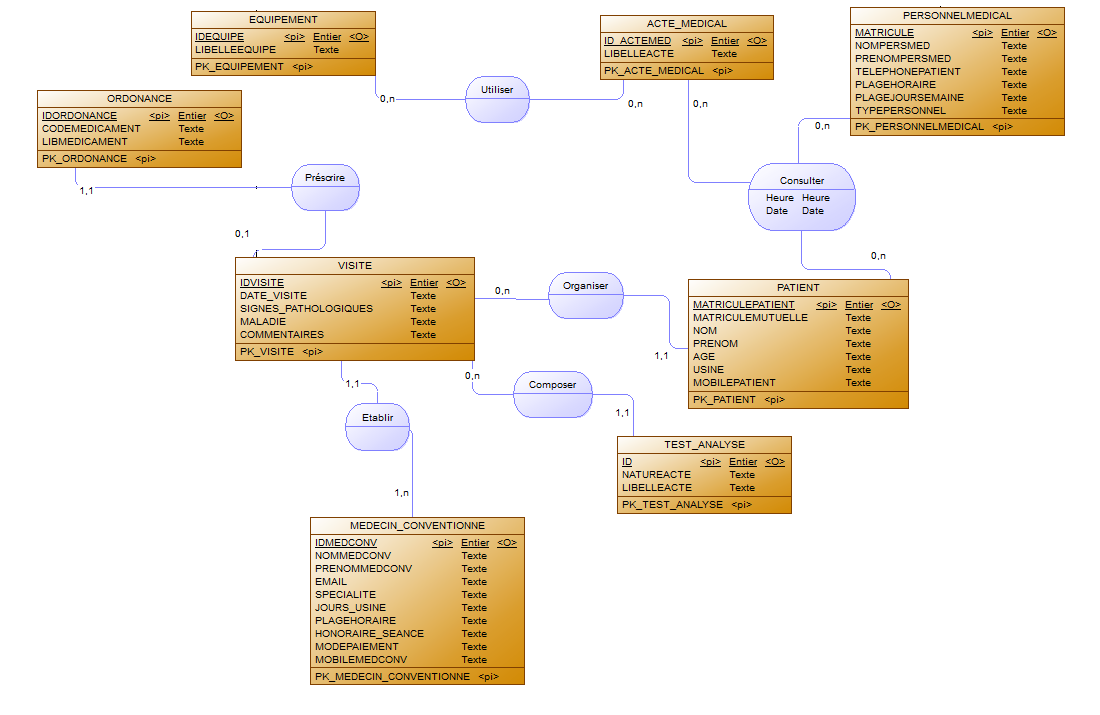 EQUIPEMENT
IDEQUIPE <pi> Entier <O>
LIBELLEEQUIPE Texte
PK_EQUIPEMENT <pi>
ACTE_MEDICAL
ID_ACTEMED <pi> Entier <O>
LIBELLEACTE Texte
PK_ACTE_MEDICAL <pi>
PERSONNELMEDICAL
MATRICULE <pi> Entier <O>
NOMPERSMED Texte
PRENOMPERSMED Texte
TELEPHONEPATIENT Texte
PLAGEHORAIRE Texte
PLAGEJOURSEMAINE Texte
TYPEPERSONNEL Texte
PK_PERSONNELMEDICAL <pi>
0,n
Utiliser
0,n
0,n
0,n
ORDONANCE
IDORDONANCE <pi> Entier <O>
CODEMEDICAMENT Texte
LIBMEDICAMENT Texte
PK_ORDONANCE <pi>
1,1
Préscrire
0,1
Consulter
Heure Heure
Date Date
0,n
VISITE
IDVISITE <pi> Entier <O>
DATE_VISITE Texte
SIGNES_PATHOLOGIQUES Texte
MALADIE Texte
COMMENTAIRES Texte
PK_VISITE <pi>
0,n
Organiser
1,1
PATIENT
MATRICULEPATIENT <pi> Entier <O>
MATRICULEMUTUELLE Texte
NOM Texte
PRENOM Texte
AGE Texte
USINE Texte
MOBILEPATIENT Texte
PK_PATIENT <pi>
0,n
Composer
1,1
1,1
Etablir
1,n
TEST_ANALYSE
ID <pi> Entier <O>
NATUREACTE Texte
LIBELLEACTE Texte
PK_TEST_ANALYSE <pi>
MEDECIN_CONVENTIONNE
IDMEDCONV <pi> Entier <O>
NOMMEDCONV Texte
PRENOMMEDCONV Texte
EMAIL Texte
SPECIALITE Texte
JOURS_USINE Texte
PLAGEHORAIRE Texte
HONORAIRE_SEANCE Texte
MODEPAIEMENT Texte
MOBILEMEDCONV Texte
PK_MEDECIN_CONVENTIONNE <pi>